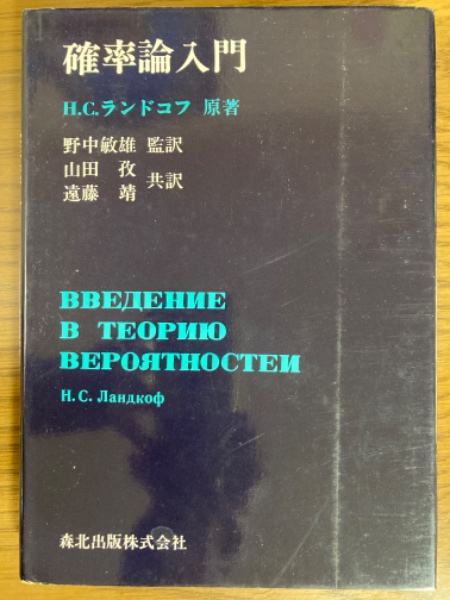 確率論入門
Н.С.ランドコフ 原著
野中敏雄 監訳
山田 孜
遠藤 靖 共訳
ВВЕДЕНИЕ
В ТЕОРИЮ
ВЕРОЯТНОСТЕИ
Н. С. Ландкоф
森北出版株式会社